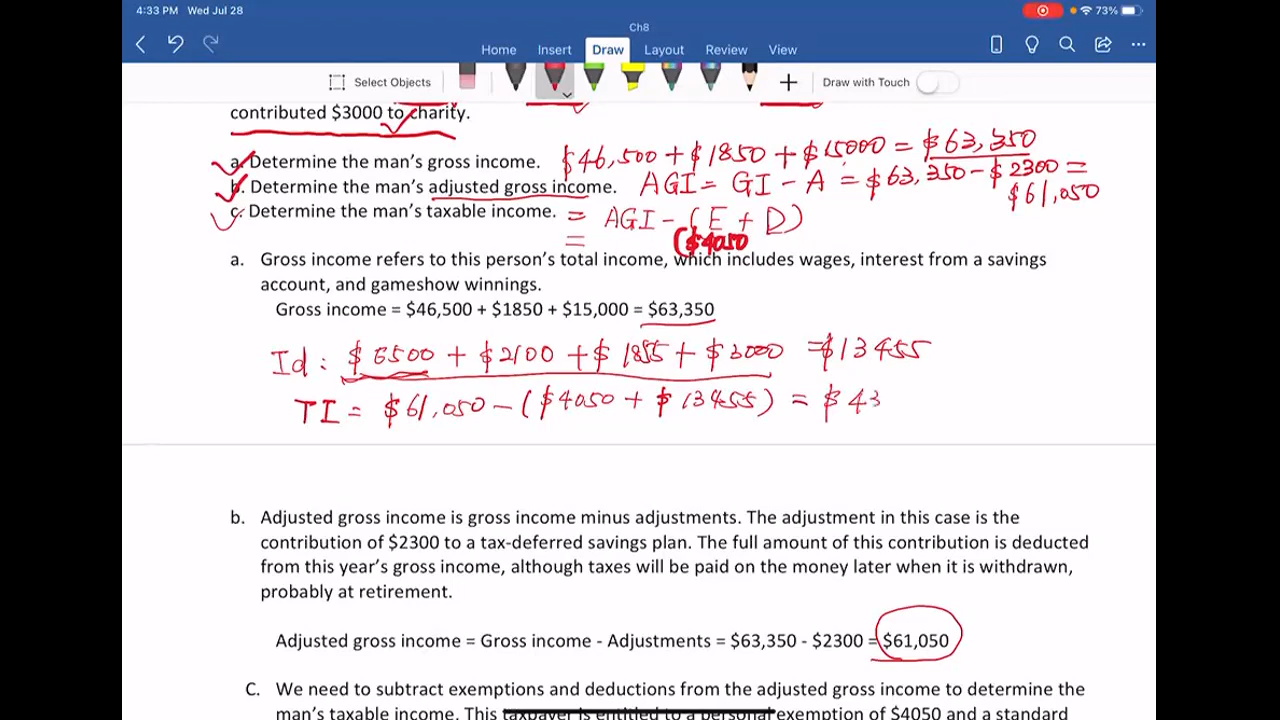 4:33 PM Wed Jul 28
73%
Ch8
Home Insert Draw Layout Review View
Select Objects
Draw with Touch
contributed $3000 to charity.
a. Determine the man's gross income. $46,500 + $1850 + $15000 = $63,350
b. Determine the man's adjusted gross income. AGI = GI - A = $63,350 - $2300 =
$61,050
c. Determine the man's taxable income. = AGI - (E + D)
= ($4050
a. Gross income refers to this person's total income, which includes wages, interest from a savings
account, and gameshow winnings.
Gross income = $46,500 + $1850 + $15,000 = $63,350
Id: $6500 + $2100 + $1855 + $3000 = $13455
TI = $61,050 - ($4050 + $13455) = $43
b. Adjusted gross income is gross income minus adjustments. The adjustment in this case is the
contribution of $2300 to a tax-deferred savings plan. The full amount of this contribution is deducted
from this year's gross income, although taxes will be paid on the money later when it is withdrawn,
probably at retirement.
Adjusted gross income = Gross income - Adjustments = $63,350 - $2300 = $61,050
C. We need to subtract exemptions and deductions from the adjusted gross income to determine the
man's taxable income. This taxpayer is entitled to a personal exemption of $4050 and a standard